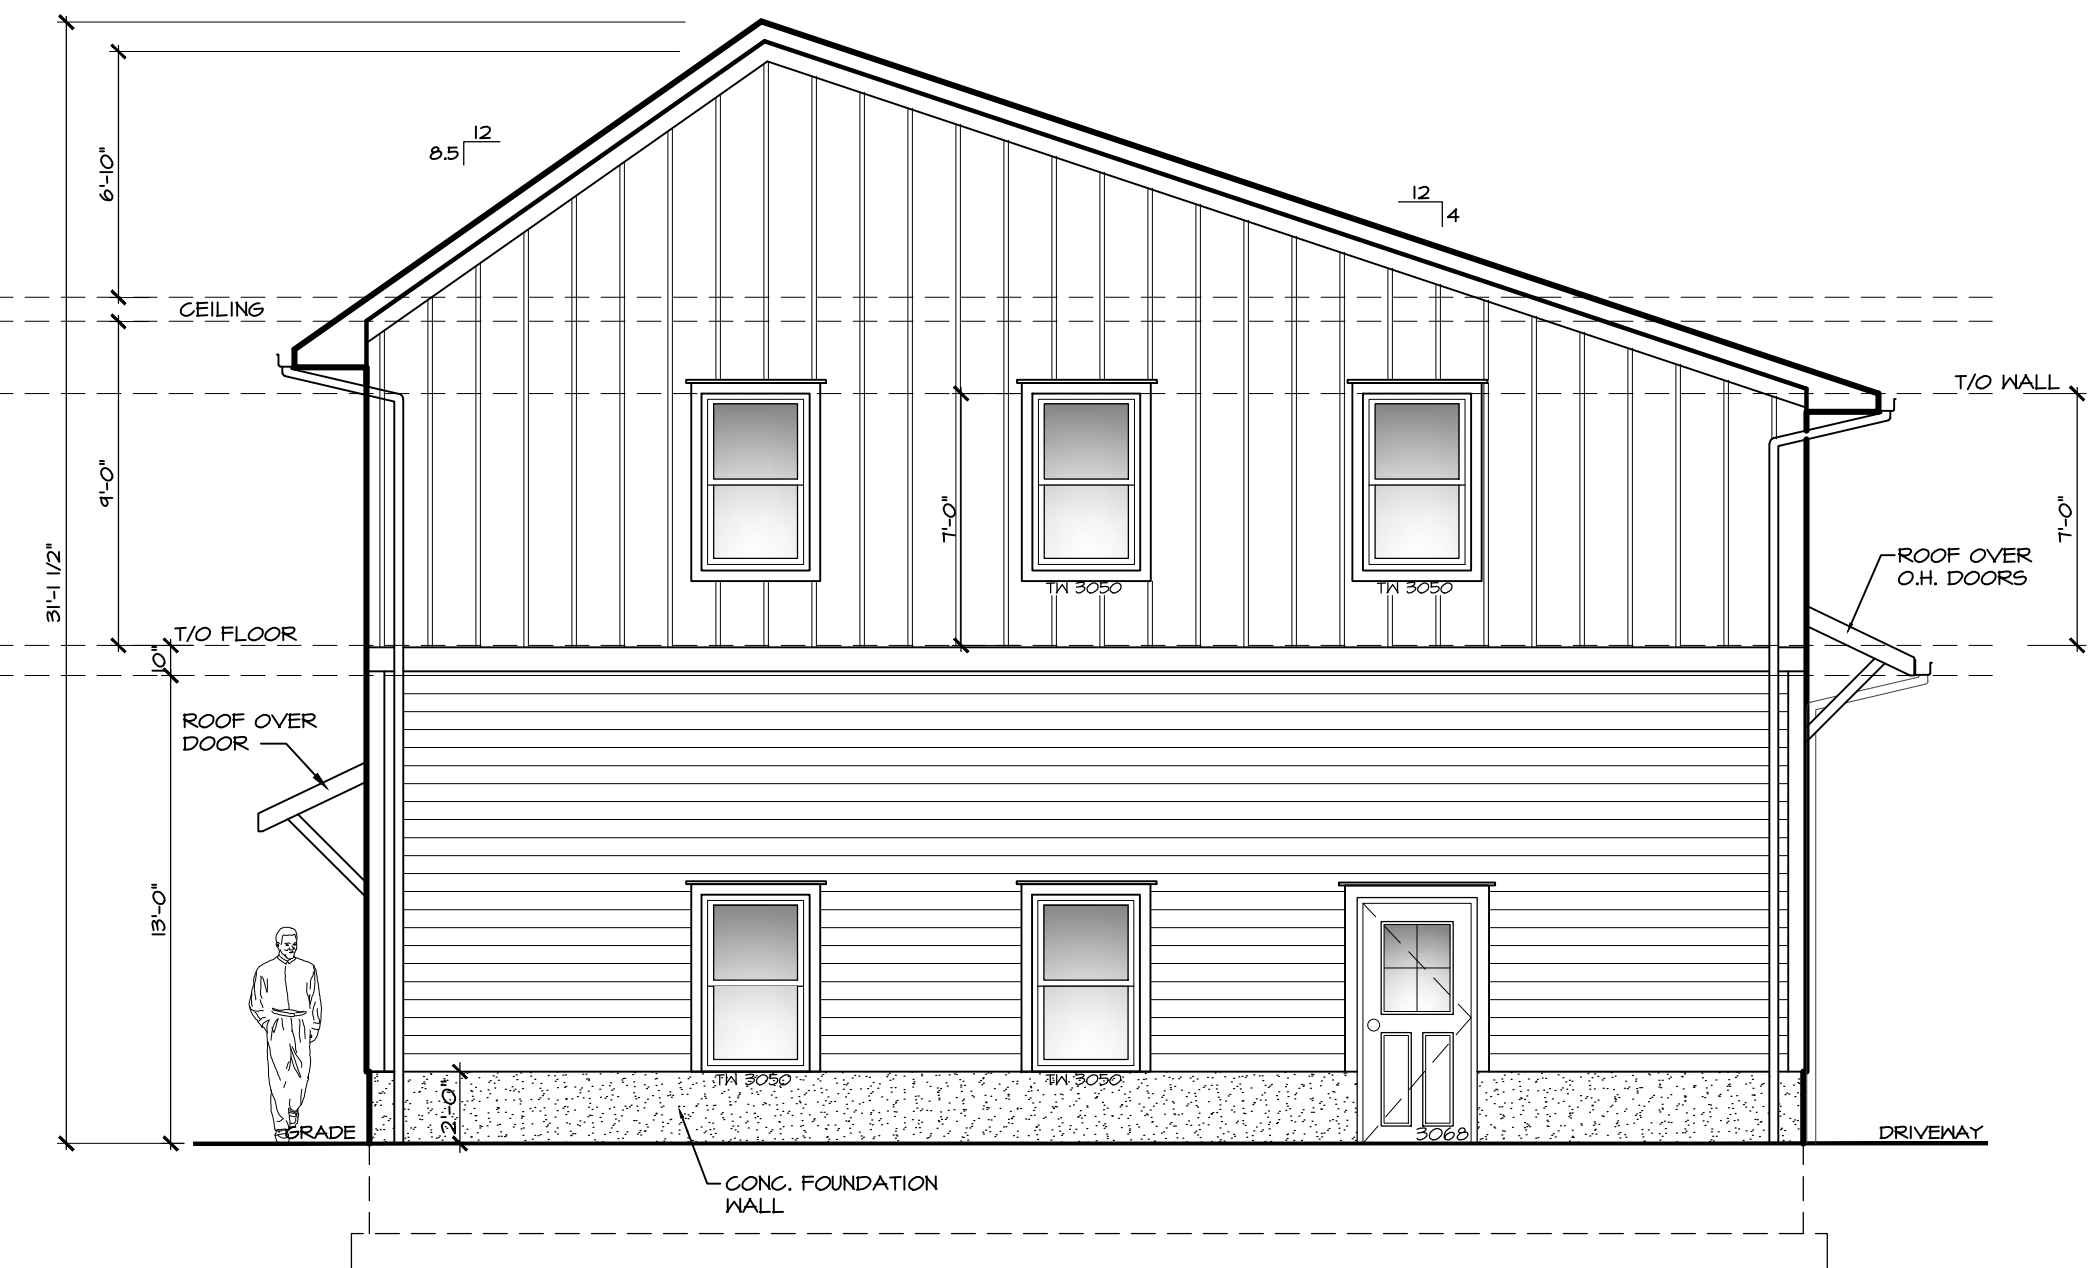 12
8.5
12
4
6'-10"
CEILING
T/O WALL
9'-0"
7'-0"
7'-0"
31'-1 1/2"
ROOF OVER
O.H. DOORS
TW 3050
TW 3050
T/O FLOOR
10"
ROOF OVER
DOOR
13'-0"
TW 3050
TW 3050
2'-0"
GRADE
3068
DRIVEWAY
CONC. FOUNDATION
WALL